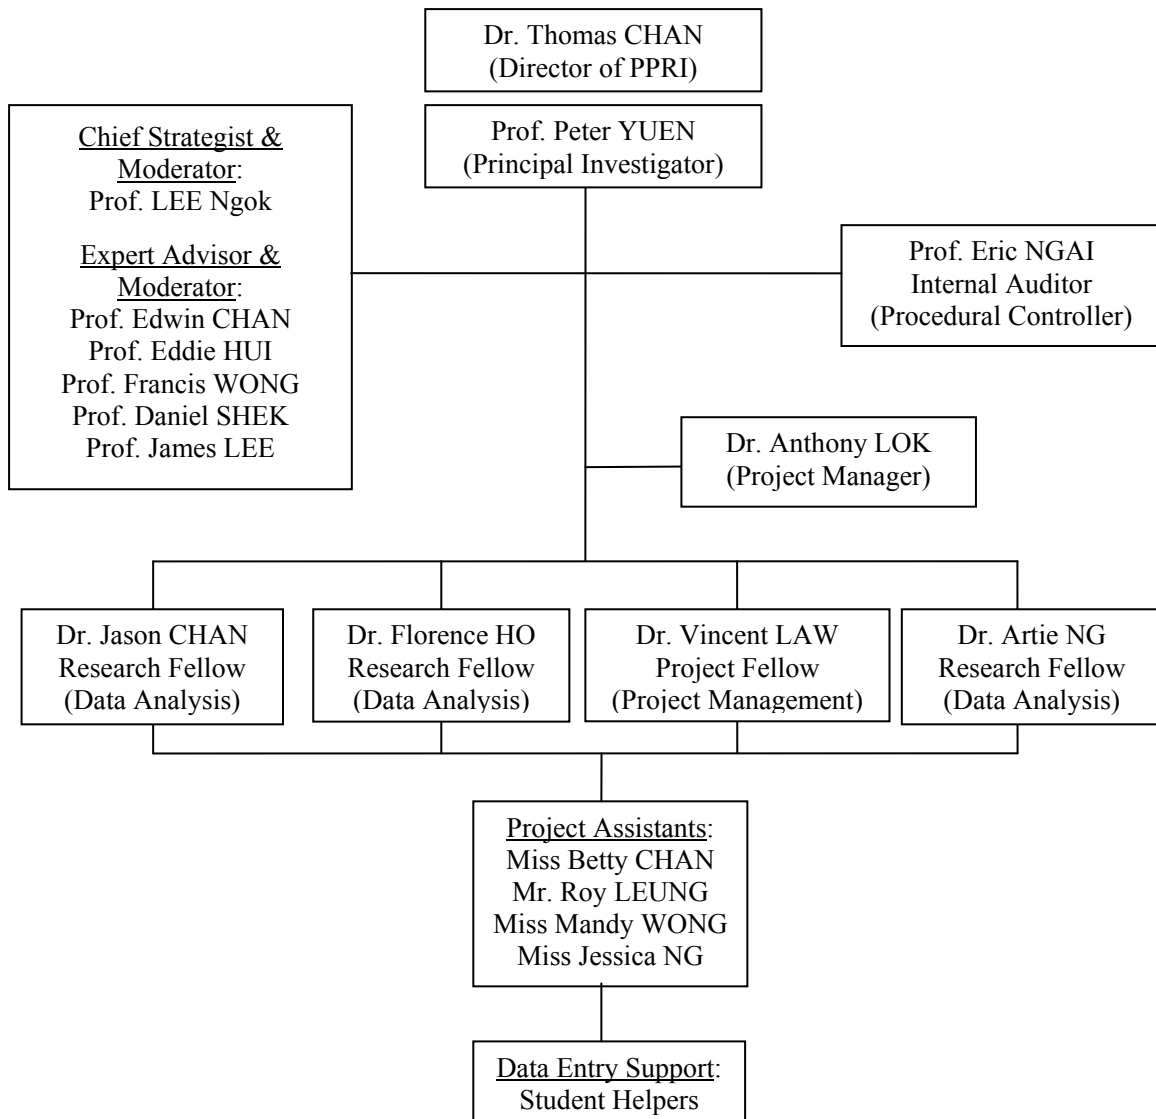 Dr. Thomas CHAN
(Director of PPRI)
Prof. Peter YUEN
(Principal Investigator)
Chief Strategist &
Moderator:
Prof. LEE Ngok
Expert Advisor &
Moderator:
Prof. Edwin CHAN
Prof. Eddie HUI
Prof. Francis WONG
Prof. Daniel SHEK
Prof. James LEE
Prof. Eric NGAI
Internal Auditor
(Procedural Controller)
Dr. Anthony LOK
(Project Manager)
Dr. Jason CHAN
Research Fellow
(Data Analysis)
Dr. Florence HO
Research Fellow
(Data Analysis)
Dr. Vincent LAW
Project Fellow
(Project Management)
Dr. Artie NG
Research Fellow
(Data Analysis)
Project Assistants:
Miss Betty CHAN
Mr. Roy LEUNG
Miss Mandy WONG
Miss Jessica NG
Data Entry Support:
Student Helpers